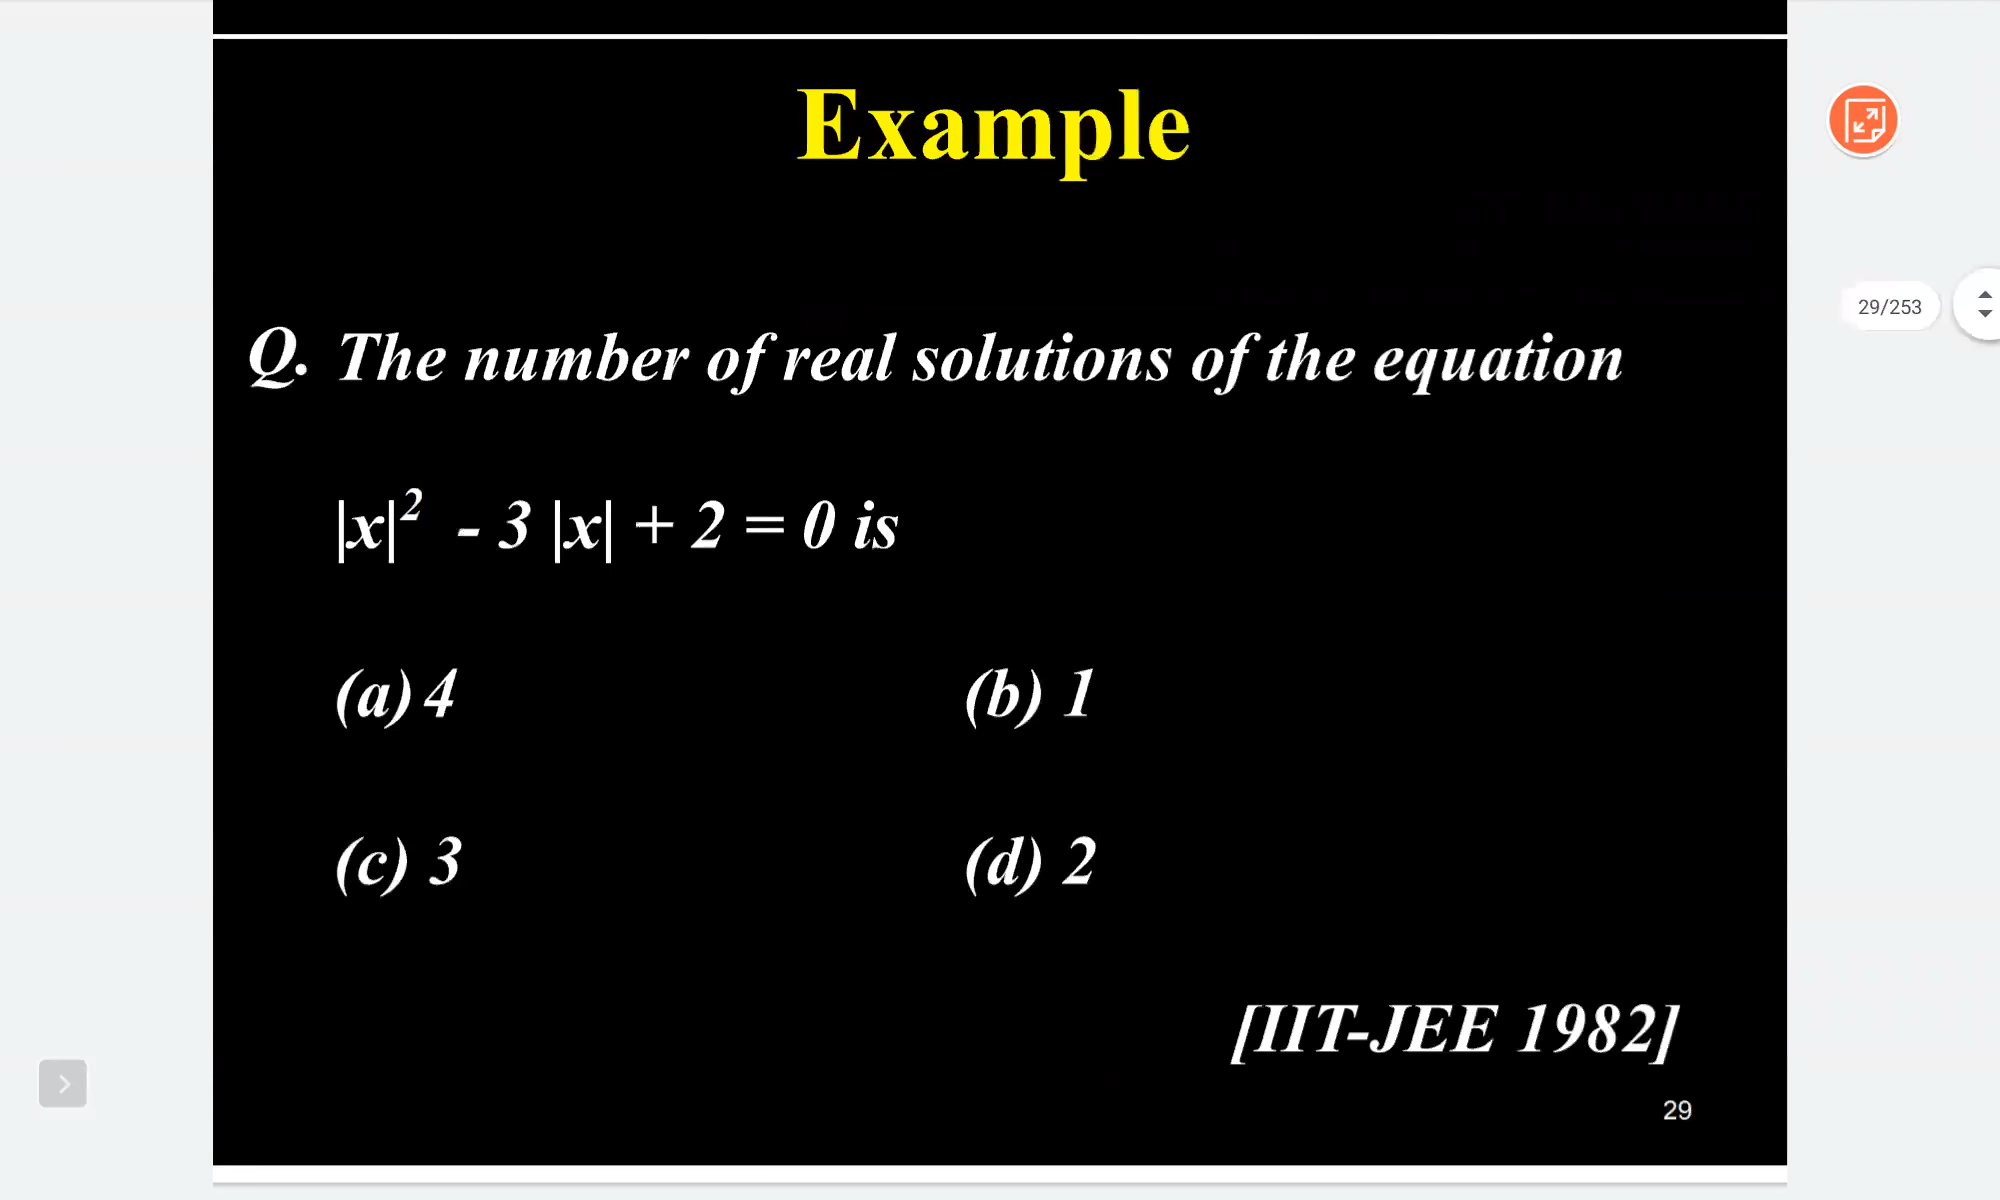 Example
29/253
Q. The number of real solutions of the equation
|x|² - 3 |x| + 2 = 0 is
(a) 4 (b) 1
(c) 3 (d) 2
[IIT-JEE 1982]
29